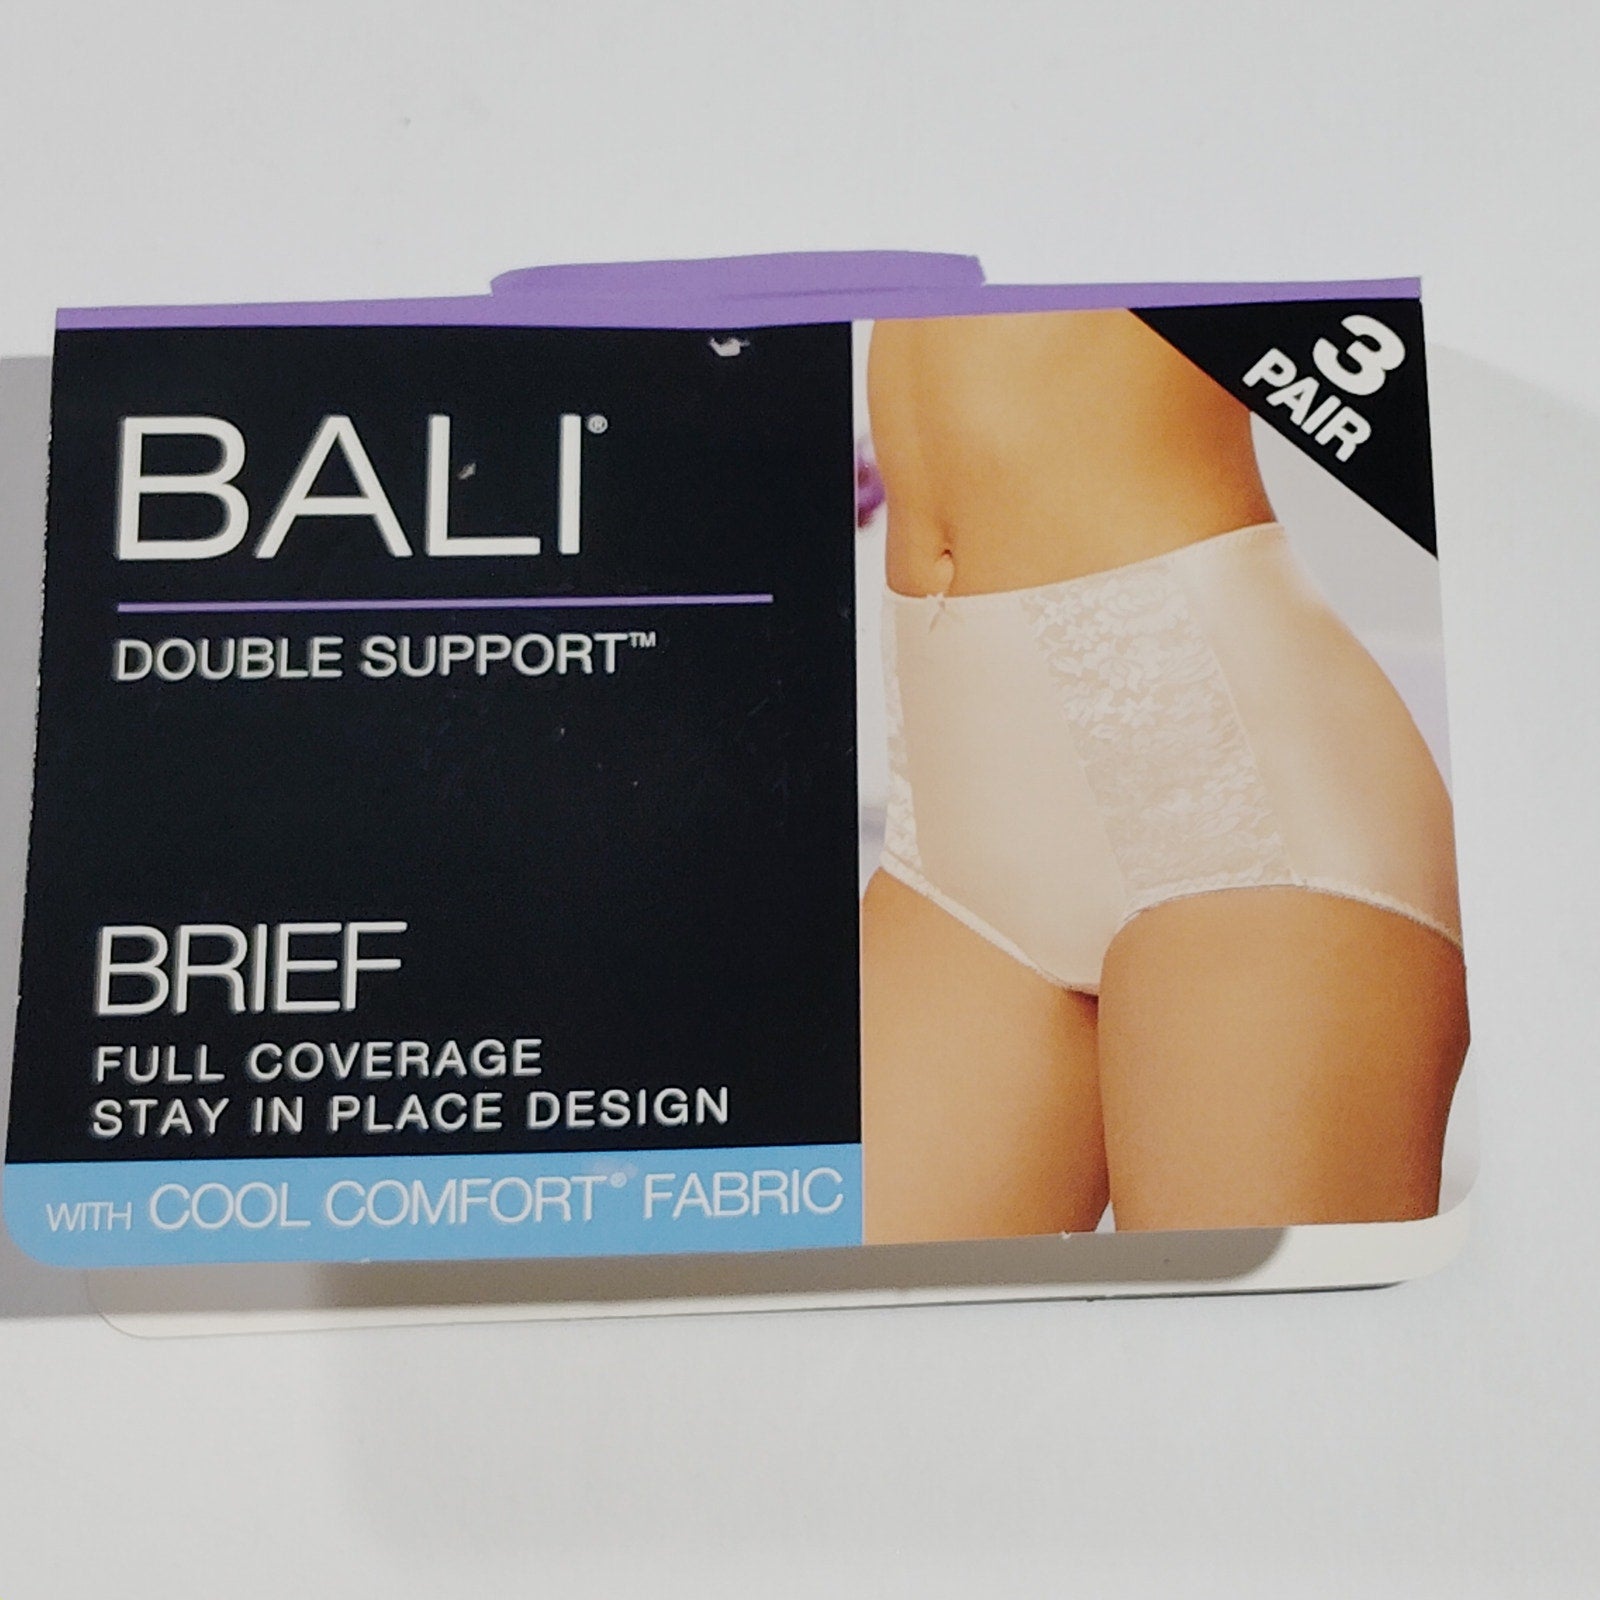 BALI®
DOUBLE SUPPORT™
BRIEF
FULL COVERAGE
STAY IN PLACE DESIGN
WITH COOL COMFORT® FABRIC
3
PAIR